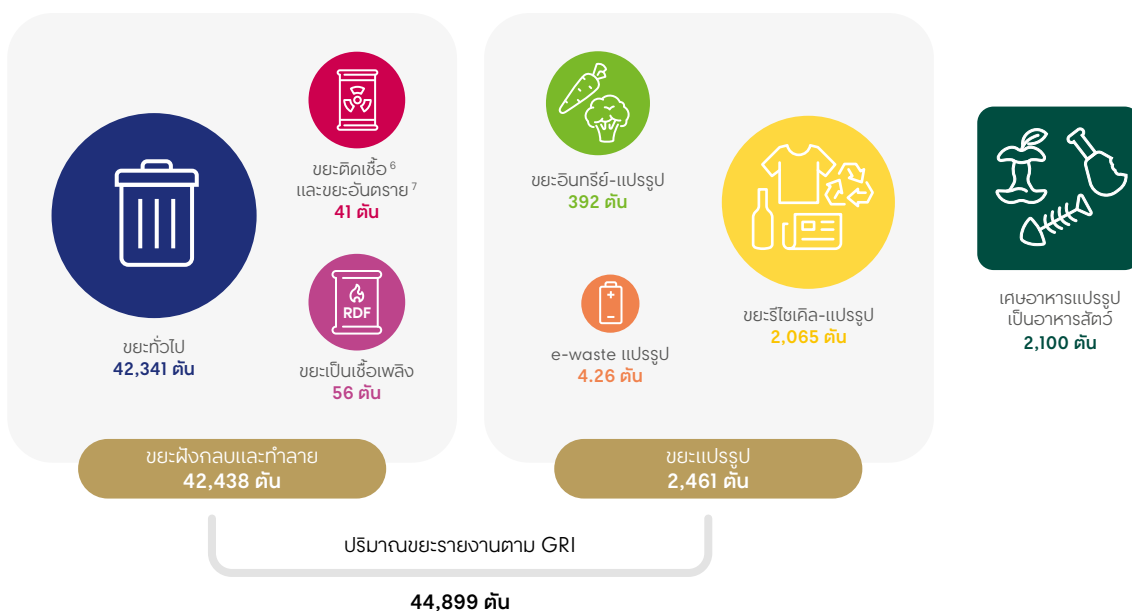 ขยะทั่วไป
42,341 ตัน
ขยะติดเชื้อ⁶
และขยะอันตราย⁷
41 ตัน
RDF
ขยะเป็นเชื้อเพลิง
56 ตัน
ขยะฝังกลบและทำลาย
42,438 ตัน
ขยะอินทรีย์-แปรรูป
392 ตัน
e-waste แปรรูป
4.26 ตัน
ขยะรีไซเคิล-แปรรูป
2,065 ตัน
ขยะแปรรูป
2,461 ตัน
เศษอาหารแปรรูป
เป็นอาหารสัตว์
2,100 ตัน
ปริมาณขยะรายงานตาม GRI
44,899 ตัน